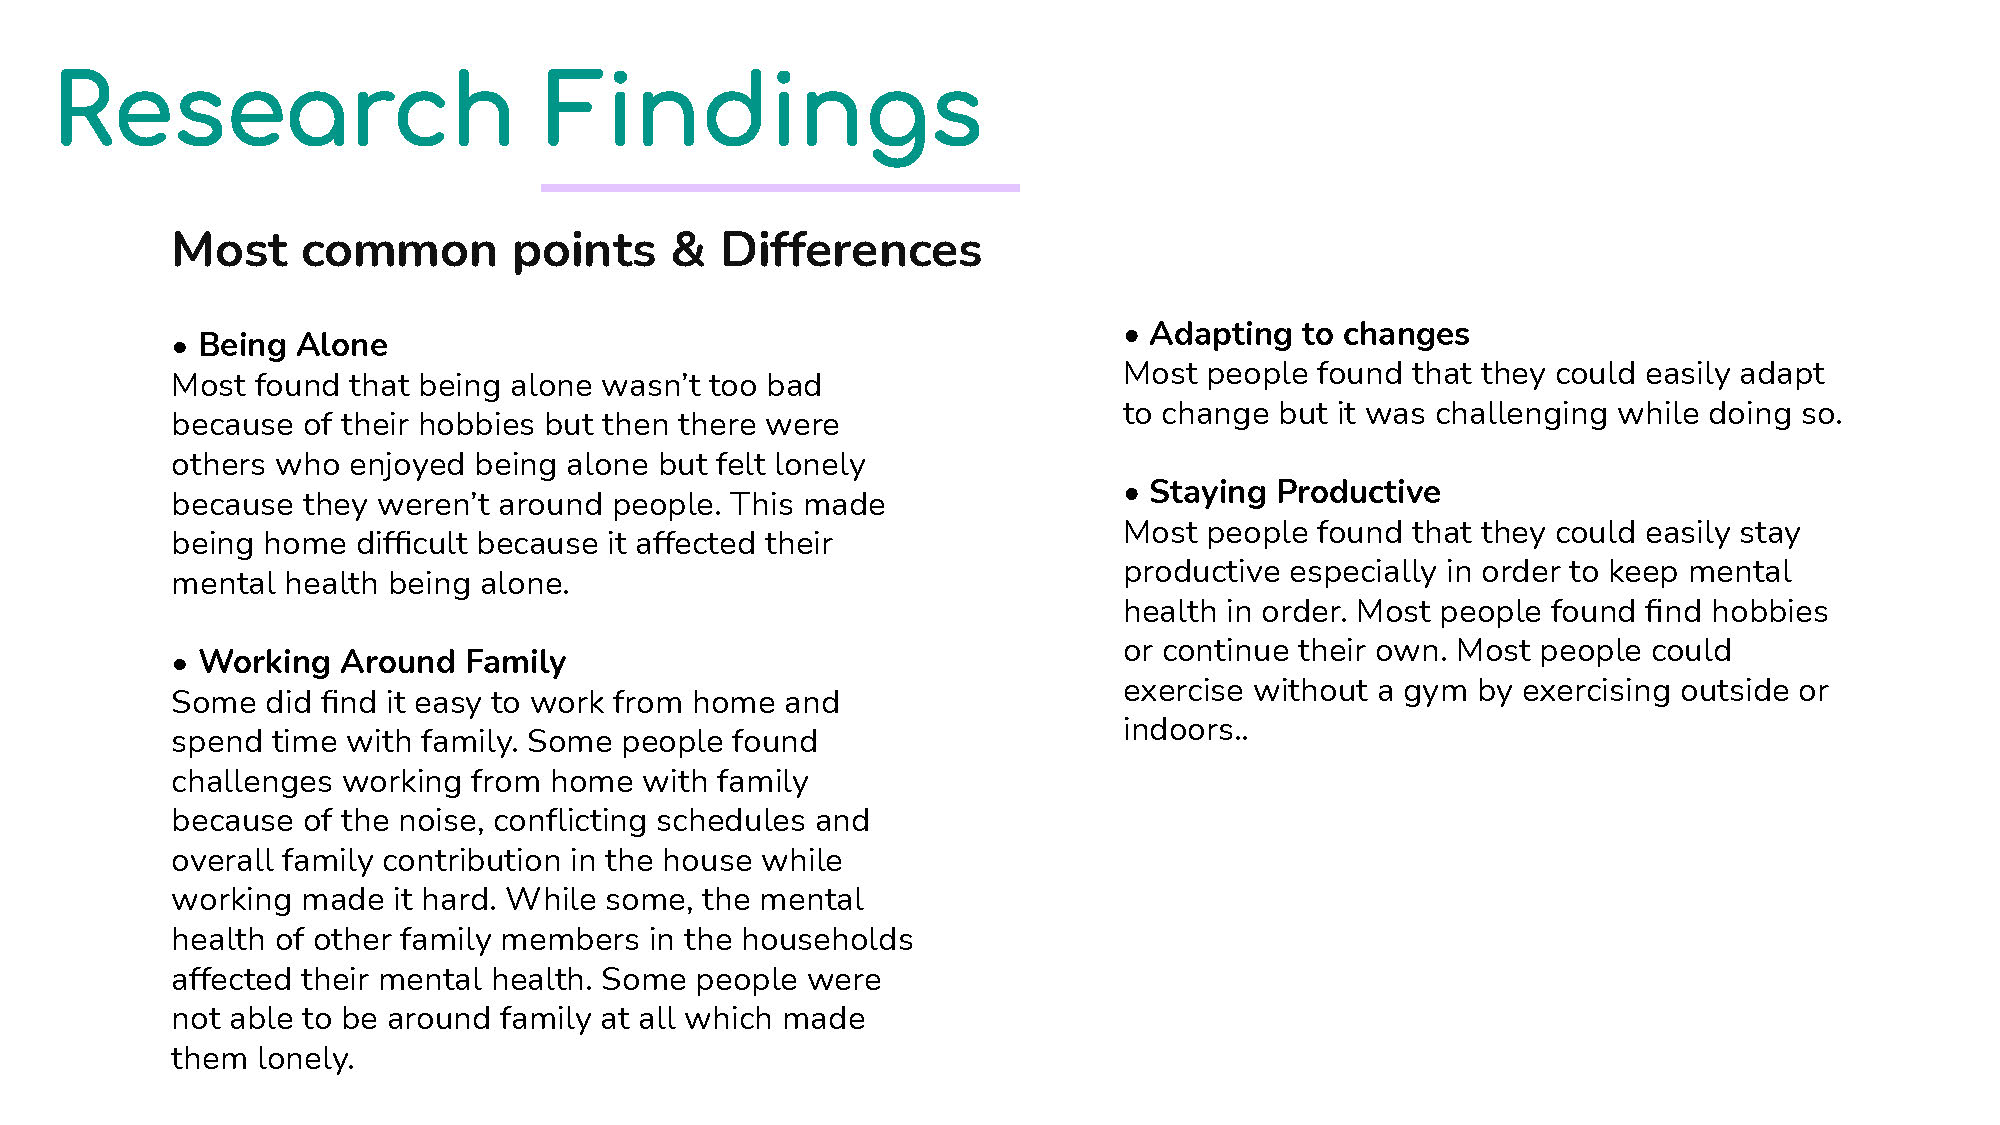 Research Findings
Most common points & Differences
• Being Alone
Most found that being alone wasn’t too bad
because of their hobbies but then there were
others who enjoyed being alone but felt lonely
because they weren’t around people. This made
being home difficult because it affected their
mental health being alone.
• Working Around Family
Some did find it easy to work from home and
spend time with family. Some people found
challenges working from home with family
because of the noise, conflicting schedules and
overall family contribution in the house while
working made it hard. While some, the mental
health of other family members in the households
affected their mental health. Some people were
not able to be around family at all which made
them lonely.
• Adapting to changes
Most people found that they could easily adapt
to change but it was challenging while doing so.
• Staying Productive
Most people found that they could easily stay
productive especially in order to keep mental
health in order. Most people found find hobbies
or continue their own. Most people could
exercise without a gym by exercising outside or
indoors..